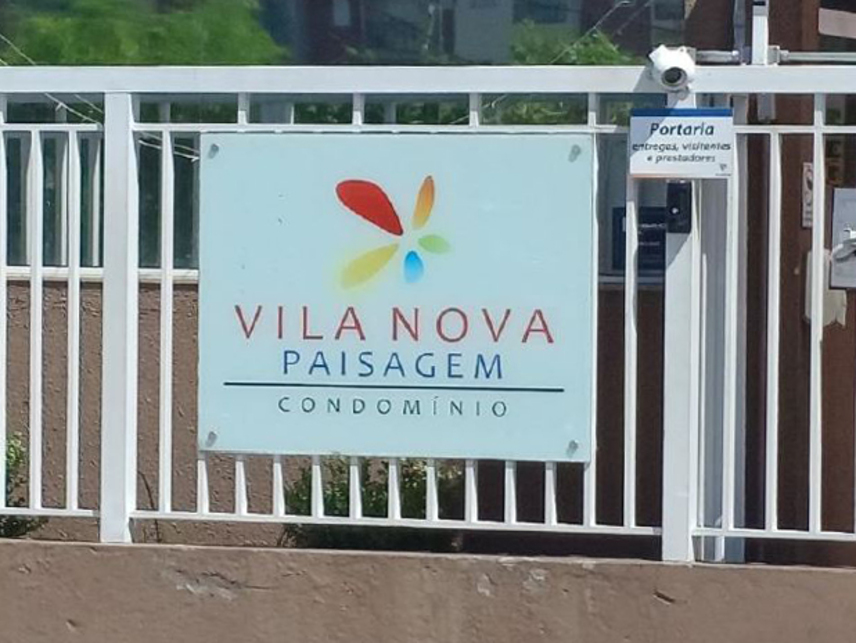 VILA NOVA
PAISAGEM
CONDOMÍNIO
Portaria
entregas, visitantes
e prestadores